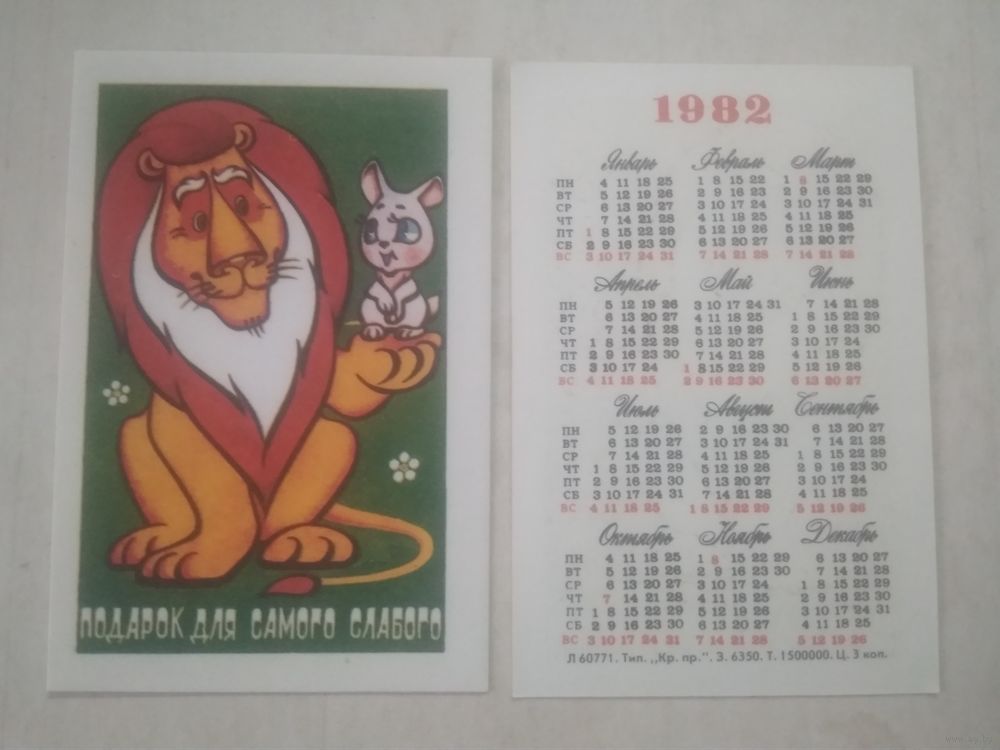 ПОДАРОК ДЛЯ САМОГО СЛАБОГО
1982
Январь Февраль Март
ПН 4 11 18 25 1 8 15 22 1 8 15 22 29
ВТ 5 12 19 26 2 9 16 23 2 9 16 23 30
СР 6 13 20 27 3 10 17 24 3 10 17 24 31
ЧТ 7 14 21 28 4 11 18 25 4 11 18 25
ПТ 1 8 15 22 29 5 12 19 26 5 12 19 26
СБ 2 9 16 23 30 6 13 20 27 6 13 20 27
ВС 3 10 17 24 31 7 14 21 28 7 14 21 28
Апрель Май Июнь
ПН 5 12 19 26 3 10 17 24 31 7 14 21 28
ВТ 6 13 20 27 4 11 18 25 1 8 15 22 29
СР 7 14 21 28 5 12 19 26 2 9 16 23 30
ЧТ 1 8 15 22 29 6 13 20 27 3 10 17 24
ПТ 2 9 16 23 30 7 14 21 28 4 11 18 25
СБ 3 10 17 24 1 8 15 22 29 5 12 19 26
ВС 4 11 18 25 2 9 16 23 30 6 13 20 27
Июль Август Сентябрь
ПН 5 12 19 26 2 9 16 23 30 6 13 20 27
ВТ 6 13 20 27 3 10 17 24 31 7 14 21 28
СР 7 14 21 28 4 11 18 25 1 8 15 22 29
ЧТ 1 8 15 22 29 5 12 19 26 2 9 16 23 30
ПТ 2 9 16 23 30 6 13 20 27 3 10 17 24
СБ 3 10 17 24 31 7 14 21 28 4 11 18 25
ВС 4 11 18 25 1 8 15 22 29 5 12 19 26
Октябрь Ноябрь Декабрь
ПН 4 11 18 25 1 8 15 22 29 6 13 20 27
ВТ 5 12 19 26 2 9 16 23 30 7 14 21 28
СР 6 13 20 27 3 10 17 24 1 8 15 22 29
ЧТ 7 14 21 28 4 11 18 25 2 9 16 23 30
ПТ 1 8 15 22 29 5 12 19 26 3 10 17 24 31
СБ 2 9 16 23 30 6 13 20 27 4 11 18 25
ВС 3 10 17 24 31 7 14 21 28 5 12 19 26
Л 60771. Тип. „Кр. пр.". З. 6350. Т. 1500000. Ц. 3 коп.